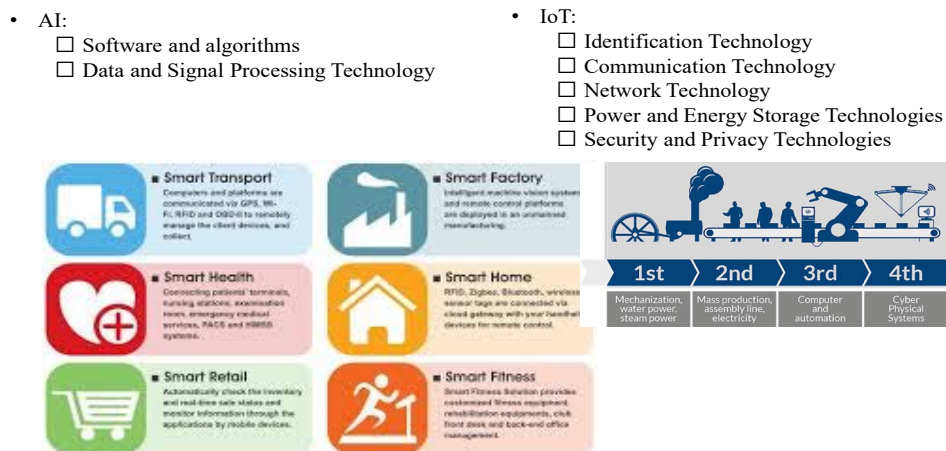 • AI:
☐ Software and algorithms
☐ Data and Signal Processing Technology
• IoT:
☐ Identification Technology
☐ Communication Technology
☐ Network Technology
☐ Power and Energy Storage Technologies
☐ Security and Privacy Technologies
■ Smart Transport
Computers and platforms are
communicated via GPS, Wi-
Fi, RFID and OBD-II to remotely
manage the client devices, and
collect.
■ Smart Factory
Intelligent machine vision system
and remote control platforms
are deployed in an unmanned
manufacturing.
■ Smart Health
Connecting patients' terminals,
nursing stations, examination
room, emergency medical
services, PACS and
systems.
■ Smart Home
RFID, Zigbee, Bluetooth, wireless
sensor tags are connected via
cloud gateway with your handhel
devices for remote control.
■ Smart Retail
Automatically check the inventory
and real-time sale status and
monitor information through the
applications by mobile devices.
■ Smart Fitness
Smart Fitness Solution provides
customized fitness equipment,
rehabilitation equipments, club
front desk and back-end office
management.
1st
2nd
3rd
4th
Mechanization,
water power,
steam power
Mass production,
assembly line,
electricity
Computer
and
automation
Cyber
Physical
Systems